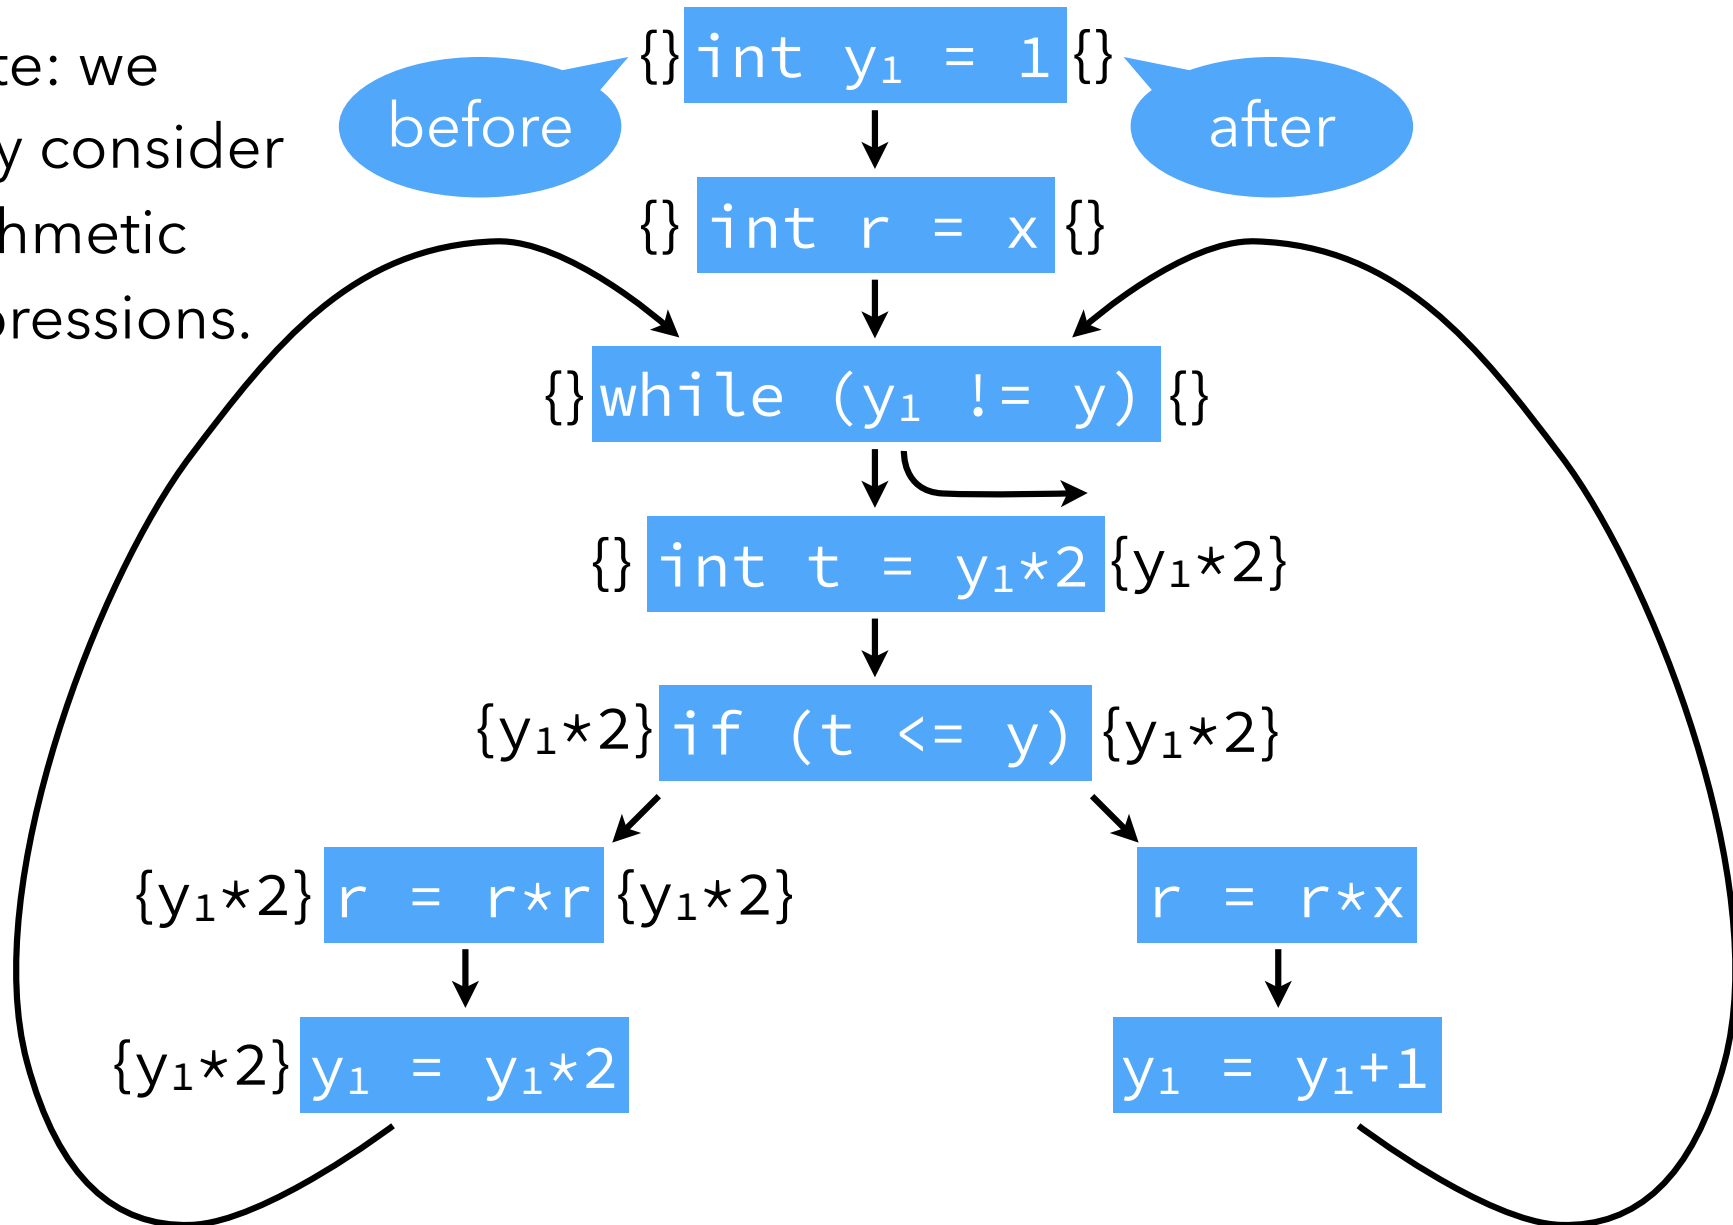 te: we
{} int y₁ = 1 {}
before
after
y consider
hmetic
{} int r = x {}
pressions.
{} while (y₁ != y) {}
{} int t = y₁*2 {y₁*2}
{y₁*2} if (t <= y) {y₁*2}
{y₁*2} r = r*r {y₁*2}
r = r*x
{y₁*2} y₁ = y₁*2
y₁ = y₁+1